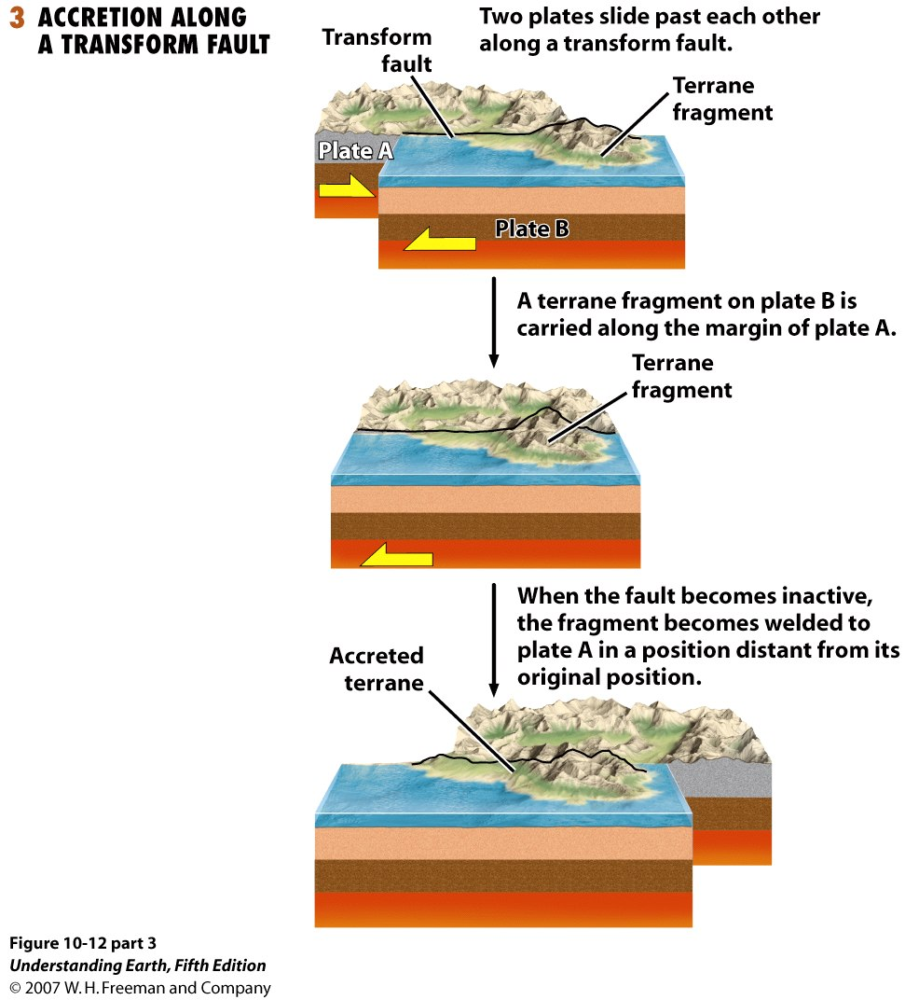 3 ACCRETION ALONG
A TRANSFORM FAULT
Two plates slide past each other
along a transform fault.
Transform
fault
Terrane
fragment
Plate A
Plate B
A terrane fragment on plate B is
carried along the margin of plate A.
Terrane
fragment
When the fault becomes inactive,
the fragment becomes welded to
plate A in a position distant from its
original position.
Accreted
terrane
Figure 10-12 part 3
Understanding Earth, Fifth Edition
© 2007 W. H. Freeman and Company